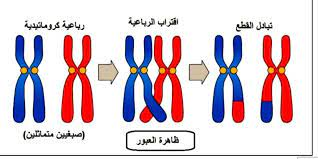 رباعية كروماتيدية
اقتراب الرباعية
تبادل القطع
(صبغيين متماثلين)
ظاهرة العبور